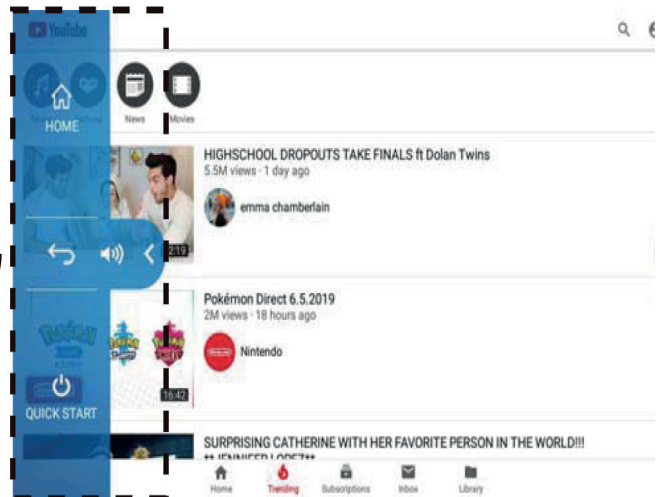 YouTube
HOME
News
Movies
HIGHSCHOOL DROPOUTS TAKE FINALS ft Dolan Twins
5.5M views · 1 day ago
emma chamberlain
2:19
Pokémon Direct 6.5.2019
2M views · 18 hours ago
Nintendo
16:42
QUICK START
SURPRISING CATHERINE WITH HER FAVORITE PERSON IN THE WORLD!!!
** JENNIFER LOPEZ**
Home
Trending
Subscriptions
Inbox
Library